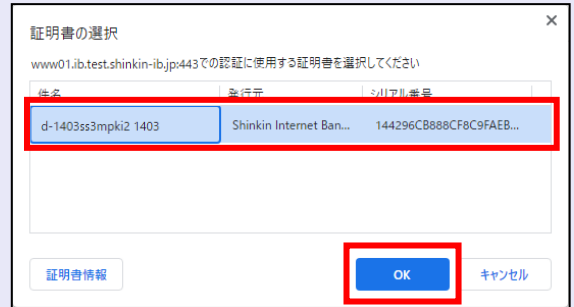 証明書の選択
www01.ib.test.shinkin-ib.jp:443での認証に使用する証明書を選択してください
件名 発行元 シリアル番号
d-1403ss3mpki2 1403 Shinkin Internet Ban... 144296CB888CF8C9FAEB...
証明書情報 OK キャンセル